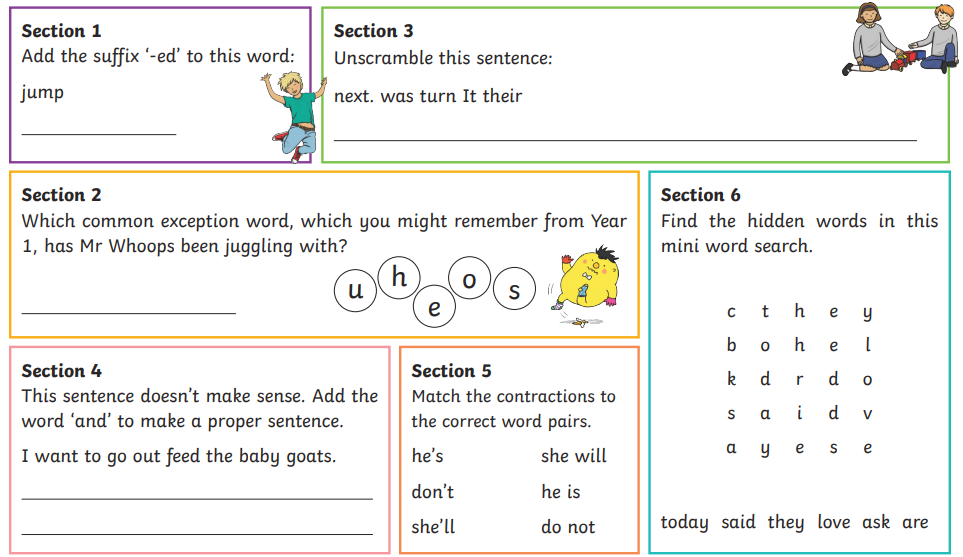 Section 1
Add the suffix ‘-ed’ to this word:
jump
Section 3
Unscramble this sentence:
next. was turn It their
Section 2
Which common exception word, which you might remember from Year
1, has Mr Whoops been juggling with?
u h e o s
Section 4
This sentence doesn’t make sense. Add the
word ‘and’ to make a proper sentence.
I want to go out feed the baby goats.
Section 5
Match the contractions to
the correct word pairs.
he’s she will
don’t he is
she’ll do not
Section 6
Find the hidden words in this
mini word search.
c t h e y
b o h e l
k d r d o
s a i d v
a y e s e
today said they love ask are